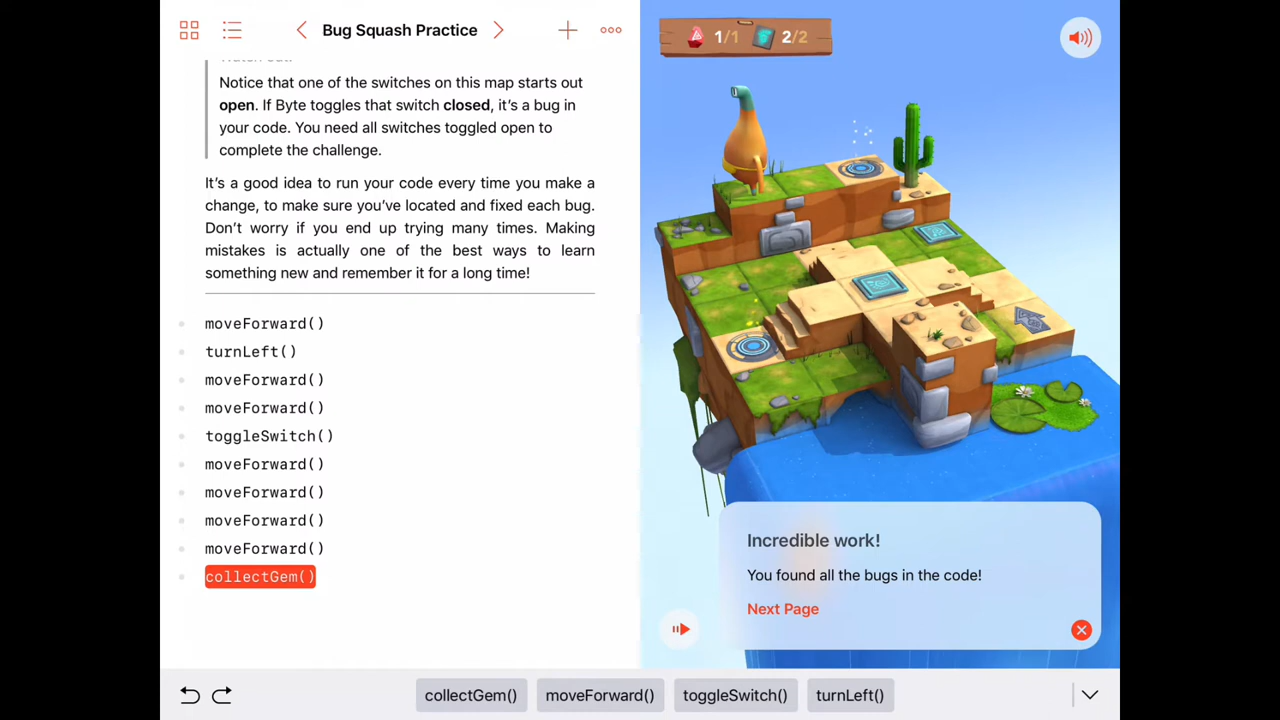 Bug Squash Practice
Notice that one of the switches on this map starts out
open. If Byte toggles that switch closed, it's a bug in
your code. You need all switches toggled open to
complete the challenge.
It's a good idea to run your code every time you make a
change, to make sure you've located and fixed each bug.
Don't worry if you end up trying many times. Making
mistakes is actually one of the best ways to learn
something new and remember it for a long time!
moveForward()
turnLeft()
moveForward()
moveForward()
toggleSwitch()
moveForward()
moveForward()
moveForward()
moveForward()
collectGem()
1/1 2/2
Incredible work!
You found all the bugs in the code!
Next Page
collectGem() moveForward() toggleSwitch() turnLeft()